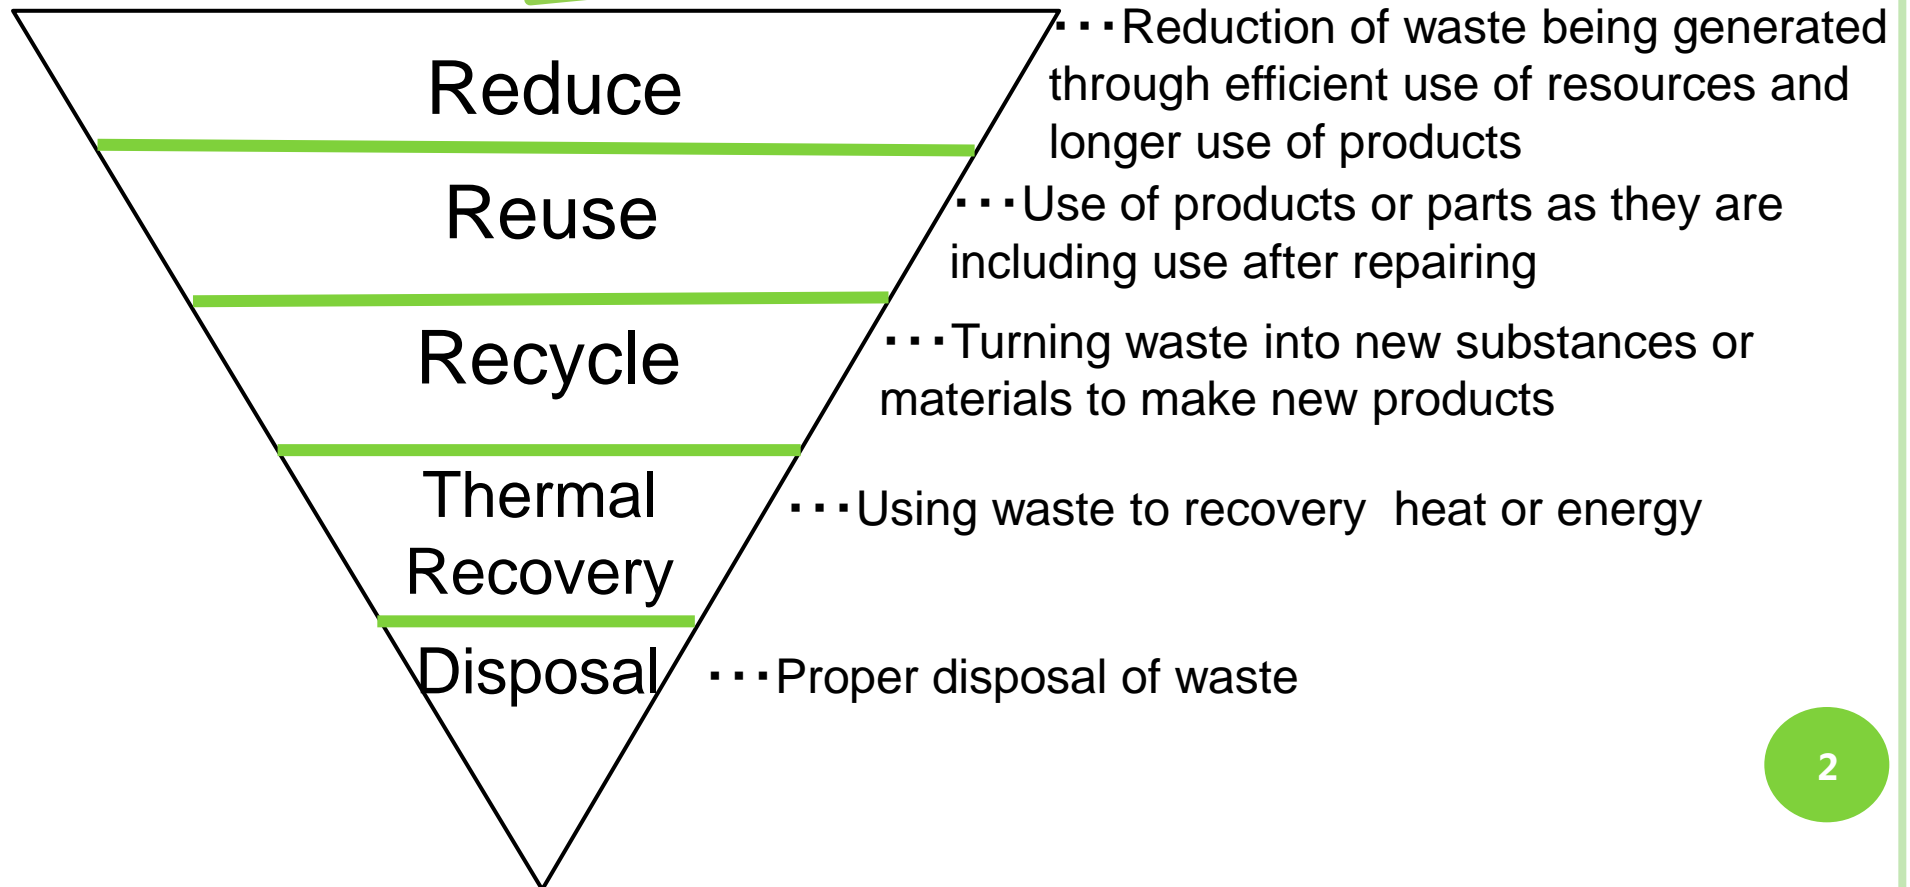 Reduce
･･･Reduction of waste being generated
through efficient use of resources and
longer use of products
Reuse
･･･Use of products or parts as they are
including use after repairing
Recycle
･･･Turning waste into new substances or
materials to make new products
Thermal
Recovery
･･･Using waste to recovery  heat or energy
Disposal
･･･Proper disposal of waste
2